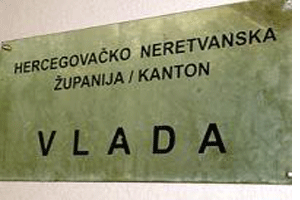 HERCEGOVAČKO NERETVANSKA
ŽUPANIJA / KANTON
VLADA